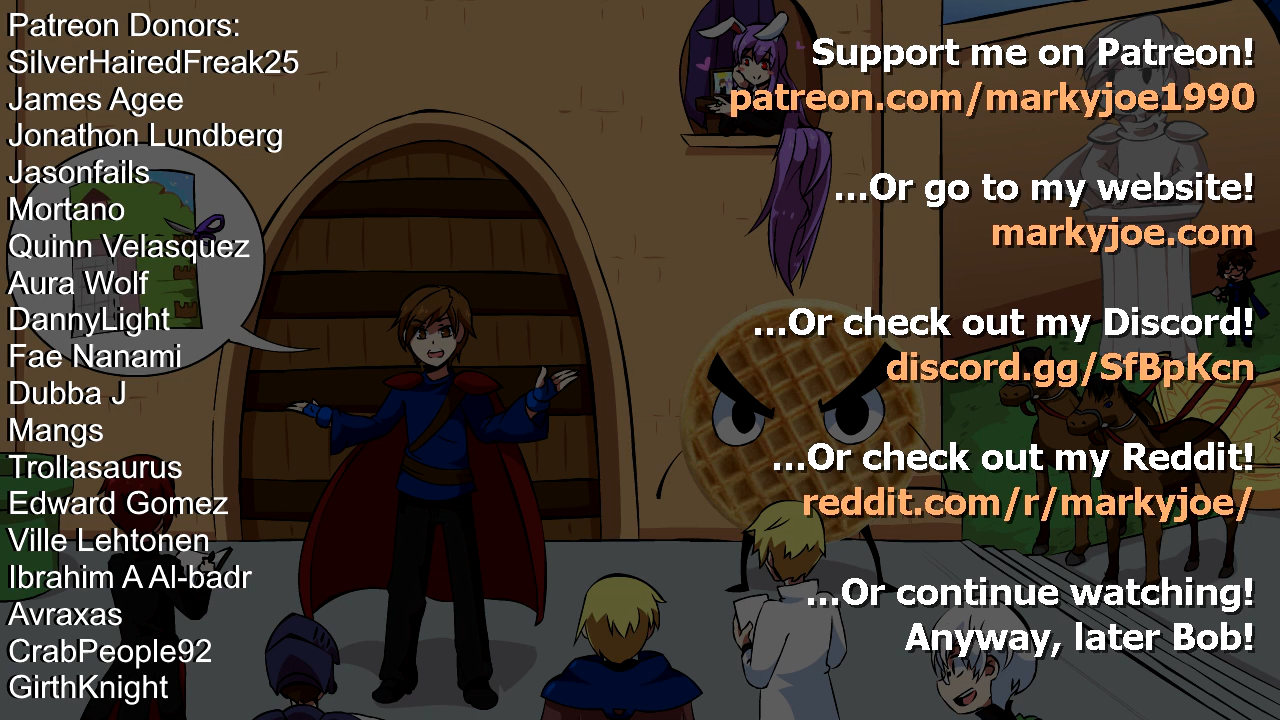 Patreon Donors:
SilverHairedFreak25
James Agee
Jonathon Lundberg
Jasonfails
Mortano
Quinn Velasquez
Aura Wolf
DannyLight
Fae Nanami
Dubba J
Mangs
Trollasaurus
Edward Gomez
Ville Lehtonen
Ibrahim A Al-badr
Avraxas
CrabPeople92
GirthKnight
Support me on Patreon!
patreon.com/markyjoe1990
...Or go to my website!
markyjoe.com
...Or check out my Discord!
discord.gg/SfBpKcn
...Or check out my Reddit!
reddit.com/r/markyjoe/
...Or continue watching!
Anyway, later Bob!